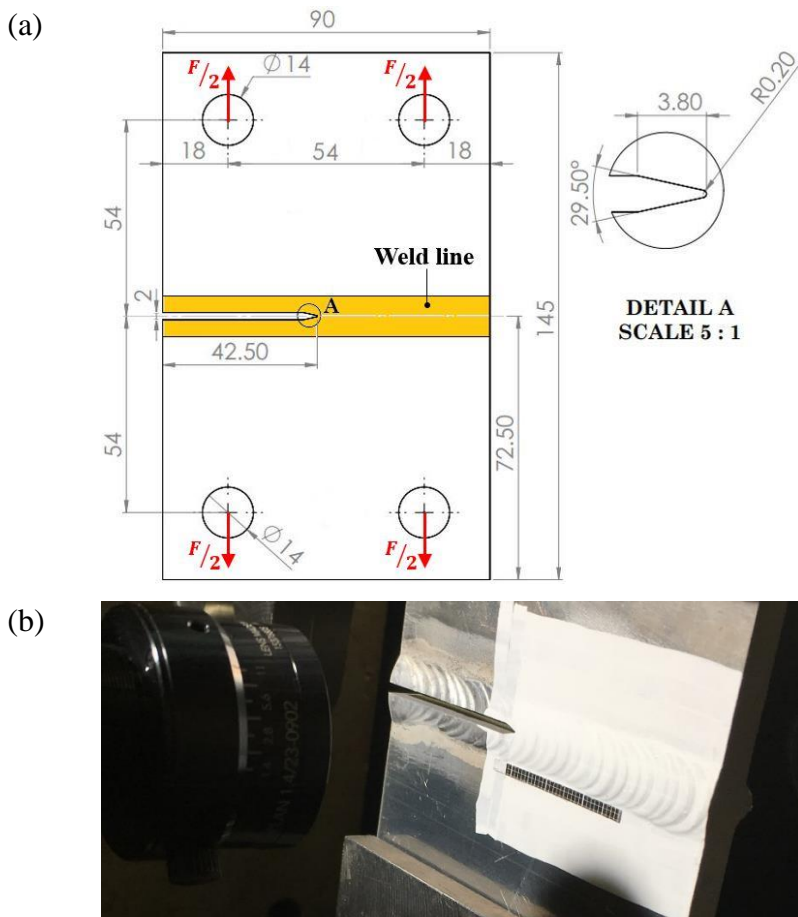 (a)
90
F/2
Ø14
F/2
18
54
18
54
2
A
Weld line
42.50
54
145
72.50
Ø14
F/2
F/2
3.80
R0.20
29.50°
DETAIL A
SCALE 5 : 1
(b)